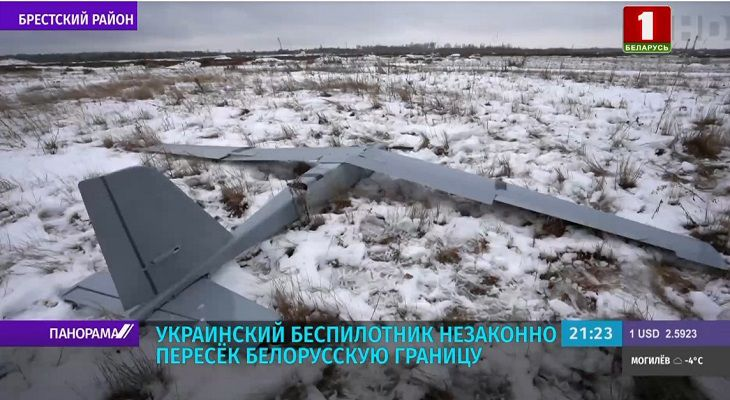 БРЕСТСКИЙ РАЙОН
1
БЕЛАРУСЬ
HD
ПАНОРАМА
УКРАИНСКИЙ БЕСПИЛОТНИК НЕЗАКОННО
ПЕРЕСЁК БЕЛОРУССКУЮ ГРАНИЦУ
21:23
1 USD 2.5923
МОГИЛЁВ -4°C